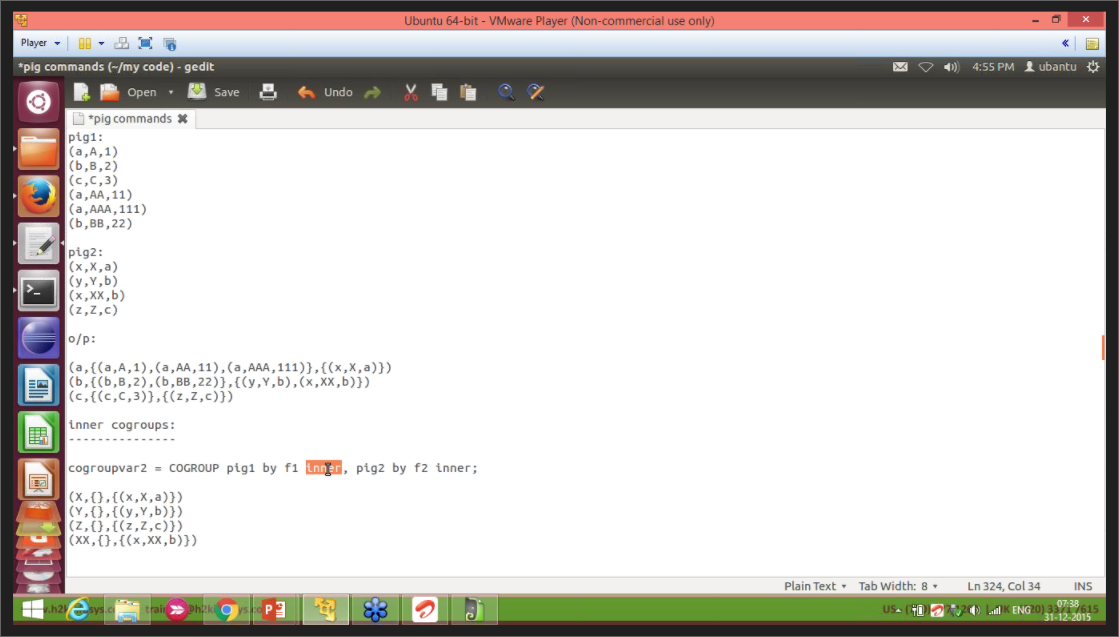 Ubuntu 64-bit - VMware Player (Non-commercial use only)
Player
*pig commands (~/my code) - gedit
4:55 PM
ubantu
Open
Save
Undo
*pig commands
pig1:
(a,A,1)
(b,B,2)
(c,C,3)
(a,AA,11)
(a,AAA,111)
(b,BB,22)
pig2:
(x,X,a)
(y,Y,b)
(x,XX,b)
(z,Z,c)
o/p:
(a,{(a,A,1),(a,AA,11),(a,AAA,111)},{(x,X,a)})
(b,{(b,B,2),(b,BB,22)},{(y,Y,b),(x,XX,b)})
(c,{(c,C,3)},{(z,Z,c)})
inner cogroups:
---------------
cogroupvar2 = COGROUP pig1 by f1 inner, pig2 by f2 inner;
(X,{},{(x,X,a)})
(Y,{},{(y,Y,b)})
(Z,{},{(z,Z,c)})
(XX,{},{(x,XX,b)})
Plain Text
Tab Width: 8
Ln 324, Col 34
INS
ENG
07:38
31-12-2015